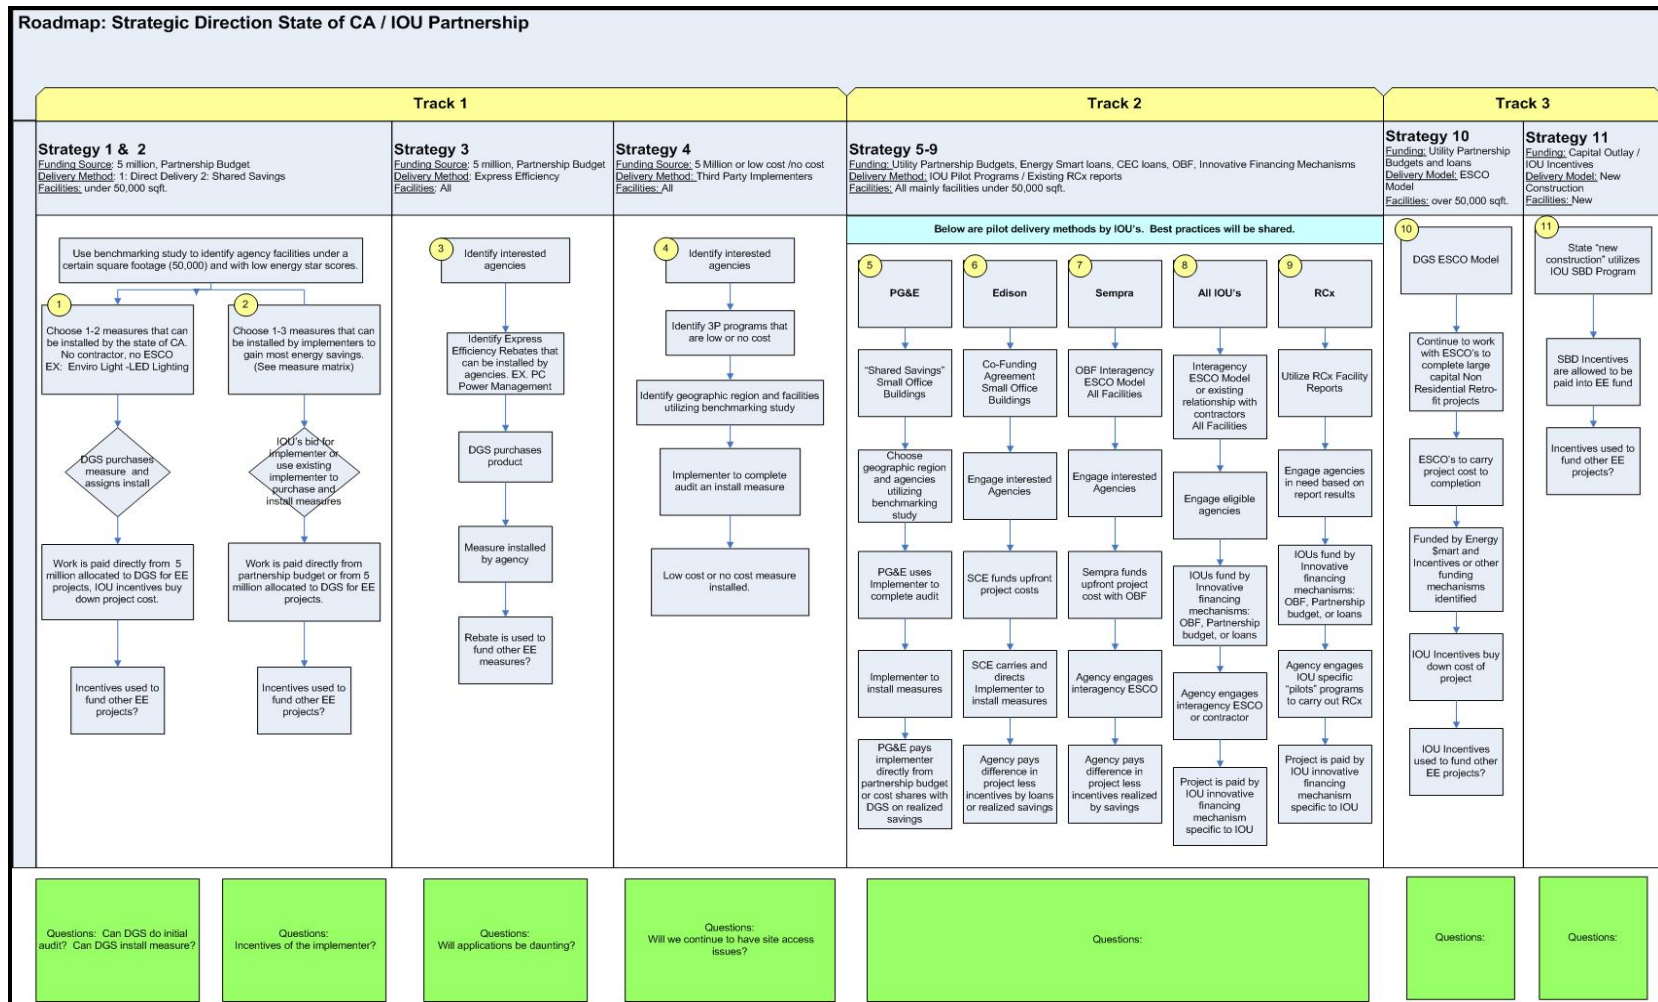 Roadmap: Strategic Direction State of CA / IOU Partnership
Track 1
Track 2
Track 3
Strategy 1 & 2
Funding Source: 5 million, Partnership Budget
Delivery Method: 1: Direct Delivery 2: Shared Savings
Facilities: under 50,000 sqft.
Strategy 3
Funding Source: 5 million, Partnership Budget
Delivery Method: Express Efficiency
Facilities: All
Strategy 4
Funding Source: 5 Million or low cost /no cost
Delivery Method: Third Party Implementers
Facilities: All
Strategy 5-9
Funding: Utility Partnership Budgets, Energy Smart loans, CEC loans, OBF, Innovative Financing Mechanisms
Delivery Method: IOU Pilot Programs / Existing RCx reports
Facilities: All mainly facilities under 50,000 sqft.
Strategy 10
Funding: Utility Partnership
Budgets and loans
Delivery Model: ESCO
Model
Facilities: over 50,000 sqft.
Strategy 11
Funding: Capital Outlay /
IOU Incentives
Delivery Model: New
Construction
Facilities: New
Use benchmarking study to identify agency facilities under a
certain square footage (50,000) and with low energy star scores.
1
Choose 1-2 measures that can
be installed by the state of CA.
No contractor, no ESCO
EX: Enviro Light -LED Lighting
DGS purchases
measure and
assigns install
Work is paid directly from 5
million allocated to DGS for EE
projects, IOU incentives buy
down project cost.
Incentives used to
fund other EE
projects?
2
Choose 1-3 measures that can
be installed by implementers to
gain most energy savings.
(See measure matrix)
IOU's bid for
implementer or
use existing
implementer to
purchase and
install measures
Work is paid directly from
partnership budget or from 5
million allocated to DGS for EE
projects.
Incentives used to
fund other EE
projects?
3
Identify interested
agencies
Identify Express
Efficiency Rebates that
can be installed by
agencies. EX. PC
Power Management
DGS purchases
product
Measure installed
by agency
Rebate is used to
fund other EE
measures?
4
Identify interested
agencies
Identify 3P programs that
are low or no cost
Identify geographic region and facilities
utilizing benchmarking study
Implementer to complete
audit an install measure
Low cost or no cost measure
installed.
Below are pilot delivery methods by IOU's. Best practices will be shared.
5
PG&E
"Shared Savings"
Small Office
Buildings
Choose
geographic region
and agencies
utilizing
benchmarking
study
PG&E uses
Implementer to
complete audit
Implementer to
install measures
PG&E pays
implementer
directly from
partnership budget
or cost shares with
DGS on realized
savings
6
Edison
Co-Funding
Agreement
Small Office
Buildings
Engage interested
Agencies
SCE funds upfront
project costs
SCE carries and
directs
Implementer to
install measures
Agency pays
difference in
project less
incentives by loans
or realized savings
7
Sempra
OBF Interagency
ESCO Model
All Facilities
Engage interested
Agencies
Sempra funds
upfront project
cost with OBF
Agency engages
interagency ESCO
Agency pays
difference in
project less
incentives realized
by savings
8
All IOU's
Interagency
ESCO Model
or existing
relationship with
contractors
All Facilities
Engage eligible
agencies
IOUs fund by
Innovative
financing
mechanisms:
OBF, Partnership
budget, or loans
Agency engages
interagency ESCO
or contractor
Project is paid by
IOU innovative
financing
mechanism
specific to IOU
9
RCx
Utilize RCx Facility
Reports
Engage agencies
in need based on
report results
IOUs fund by
Innovative
financing
mechanisms: OBF,
Partnership
budget, or loans
Agency engages
IOU specific
"pilots" programs
to carry out RCx
Project is paid by
IOU innovative
financing
mechanism
specific to IOU
10
DGS ESCO Model
Continue to work
with ESCO's to
complete large
capital Non
Residential Retro-
fit projects
ESCO's to carry
project cost to
completion
Funded by Energy
$mart and
Incentives or other
funding
mechanisms
identified
IOU Incentives buy
down cost of
project
IOU Incentives
used to fund other
EE projects?
11
State "new
construction" utilizes
IOU SBD Program
SBD Incentives
are allowed to be
paid into EE fund
Incentives used to
fund other EE
projects?
Questions: Can DGS do initial
audit? Can DGS install measure?
Questions:
Incentives of the implementer?
Questions:
Will applications be daunting?
Questions:
Will we continue to have site access
issues?
Questions:
Questions:
Questions: